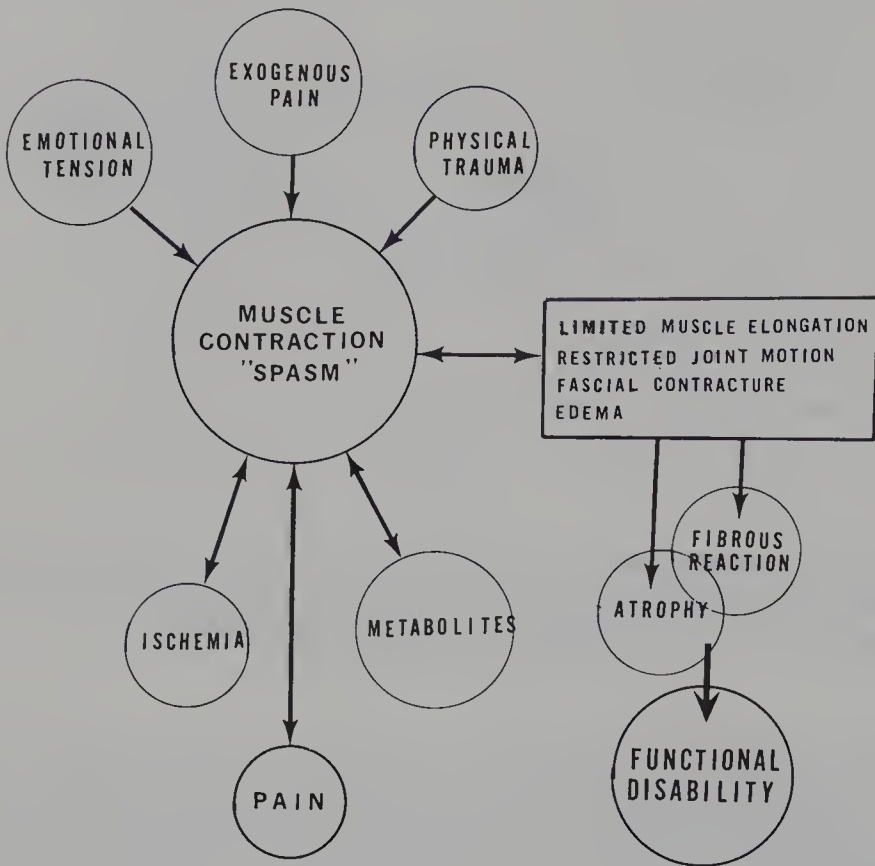 EXOGENOUS
PAIN
EMOTIONAL
TENSION
PHYSICAL
TRAUMA
MUSCLE
CONTRACTION
"SPASM"
LIMITED MUSCLE ELONGATION
RESTRICTED JOINT MOTION
FASCIAL CONTRACTURE
EDEMA
FIBROUS
REACTION
ATROPHY
ISCHEMIA
METABOLITES
PAIN
FUNCTIONAL
DISABILITY